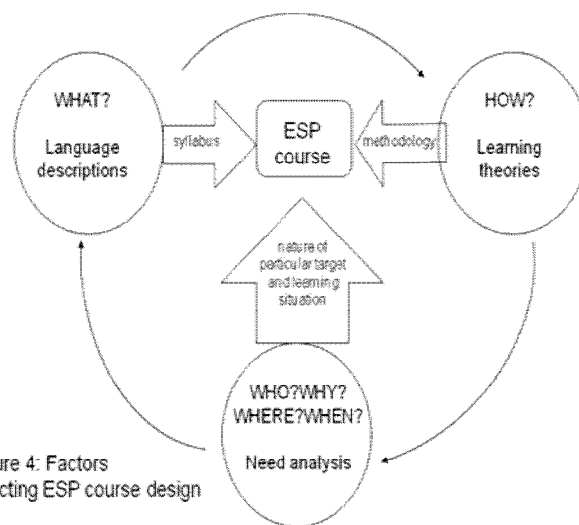 WHAT?
Language
descriptions
syllabus
ESP
course
methodology
HOW?
Learning
theories
nature of
particular target
and learning
situation
WHO?WHY?
WHERE?WHEN?
Need analysis
ure 4: Factors
cting ESP course design